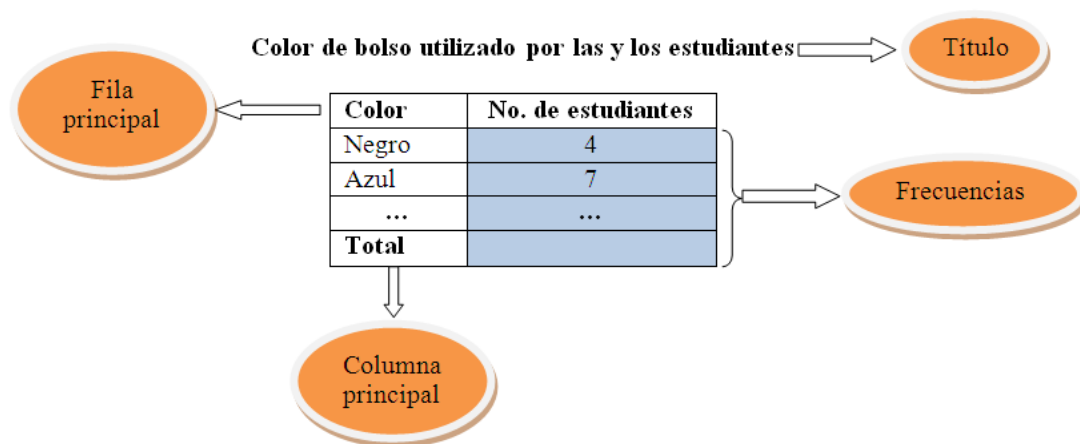 Color de bolso utilizado por las y los estudiantes
Título
Fila
principal
Color No. de estudiantes
Negro 4
Azul 7
... ...
Total
Frecuencias
Columna
principal